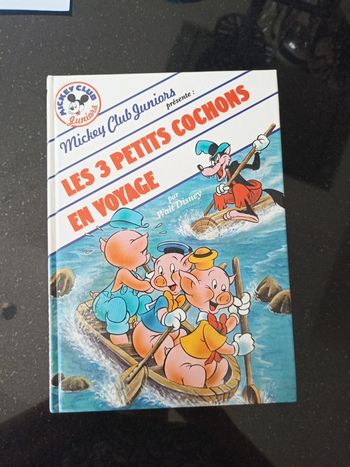 MICKEY CLUB
Juniors
Mickey Club Juniors
présente :
LES 3 PETITS COCHONS
EN VOYAGE
par
Walt Disney